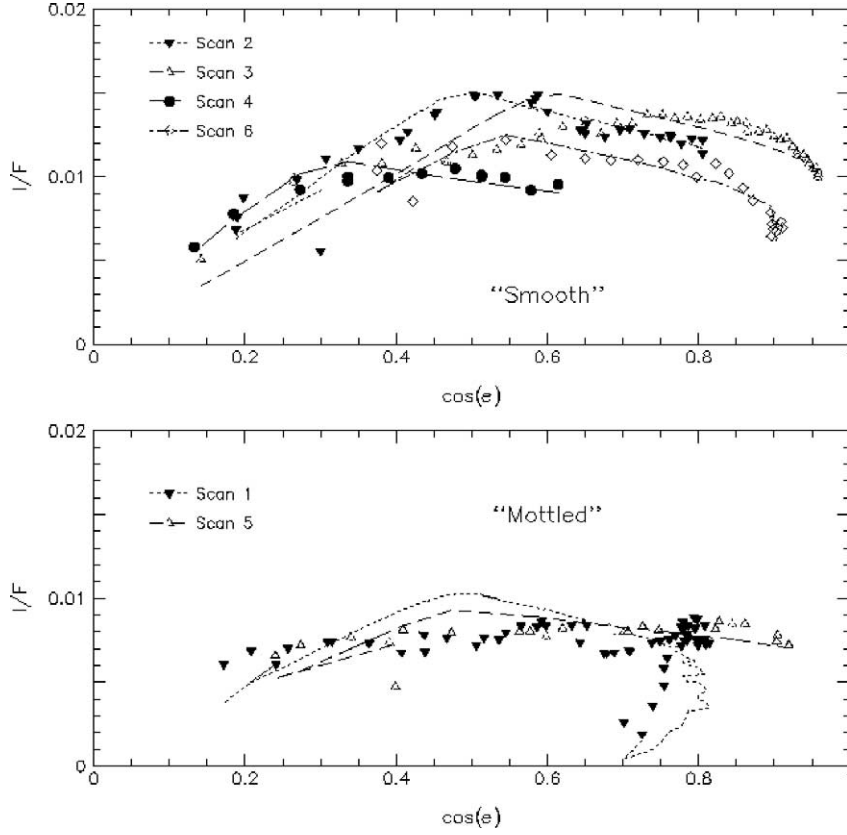 0.02
Scan 2
Scan 3
Scan 4
Scan 6
I/F
0.01
"Smooth"
0
0 0.2 0.4 0.6 0.8
cos(e)
0.02
Scan 1
Scan 5
"Mottled"
I/F
0.01
0
0 0.2 0.4 0.6 0.8
cos(e)